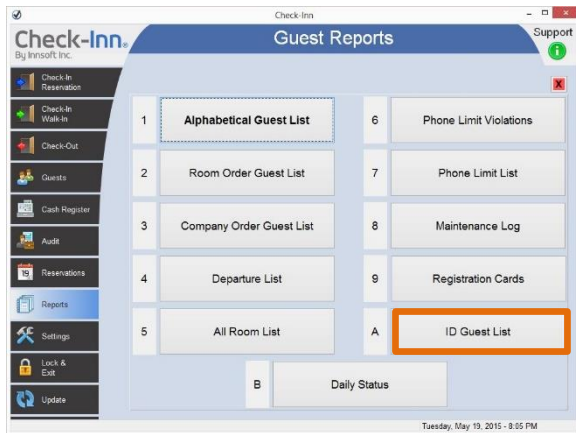 Check-Inn
Check-Inn®
By Innsoft Inc.
Guest Reports
Support
Check-In
Reservation
Check-In
Walk-In
Check-Out
Guests
Cash Register
Audit
19
Reservations
Reports
Settings
Lock &
Exit
Update
X
1 Alphabetical Guest List
2 Room Order Guest List
3 Company Order Guest List
4 Departure List
5 All Room List
6 Phone Limit Violations
7 Phone Limit List
8 Maintenance Log
9 Registration Cards
A ID Guest List
B Daily Status
Tuesday, May 19, 2015 - 8:05 PM